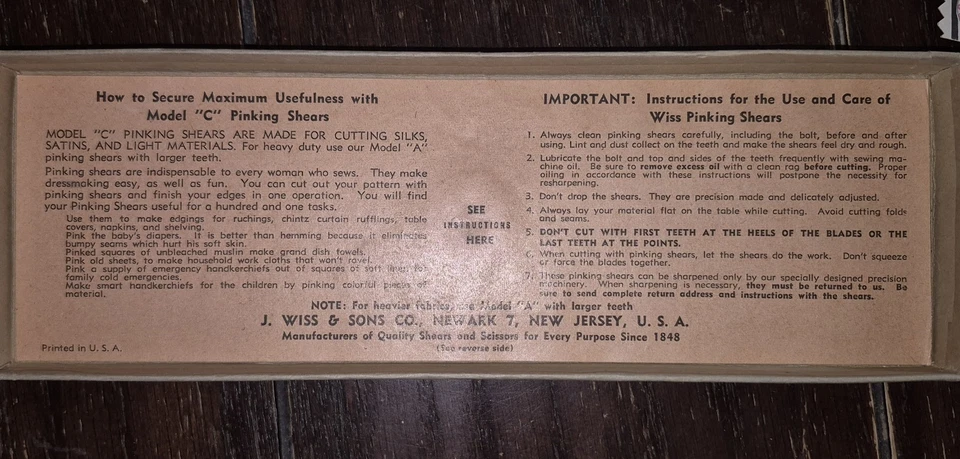 How to Secure Maximum Usefulness with
Model "C" Pinking Shears
MODEL "C" PINKING SHEARS ARE MADE FOR CUTTING SILKS,
SATINS, AND LIGHT MATERIALS. For heavy duty use our Model "A"
pinking shears with larger teeth.
Pinking shears are indispensable to every woman who sews. They make
dressmaking easy, as well as fun. You can cut out your pattern with
pinking shears and finish your edges in one operation. You will find
your Pinking Shears useful for a hundred and one tasks.
Use them to make edgings for ruchings, chintz curtain rufflings, table
covers, napkins, and shelving.
Pink the baby's diapers. It is better than hemming because it eliminates
bumpy seams which hurt his soft skin.
Pinked squares of unbleached muslin make grand dish towels.
Pink old sheets, to make household work cloths that won't ravel.
Pink a supply of emergency handkerchiefs out of squares of soft linen for
family cold emergencies.
Make smart handkerchiefs for the children by pinking colorful pieces of
material.
SEE
INSTRUCTIONS
HERE
IMPORTANT: Instructions for the Use and Care of
Wiss Pinking Shears
1. Always clean pinking shears carefully, including the bolt, before and after
using. Lint and dust collect on the teeth and make the shears feel dry and rough.
2. Lubricate the bolt and top and sides of the teeth frequently with sewing ma-
chine oil. Be sure to remove excess oil with a clean rag before cutting. Proper
oiling in accordance with these instructions will postpone the necessity for
resharpening.
3. Don't drop the shears. They are precision made and delicately adjusted.
4. Always lay your material flat on the table while cutting. Avoid cutting folds
and seams.
5. DON'T CUT WITH FIRST TEETH AT THE HEELS OF THE BLADES OR THE
LAST TEETH AT THE POINTS.
6. When cutting with pinking shears, let the shears do the work. Don't squeeze
or force the blades together.
7. These pinking shears can be sharpened only by our specially designed precision
machinery. When sharpening is necessary, they must be returned to us. Be
sure to send complete return address and instructions with the shears.
NOTE: For heavier fabrics, use Model "A" with larger teeth
J. WISS & SONS CO., NEWARK 7, NEW JERSEY, U. S. A.
Manufacturers of Quality Shears and Scissors for Every Purpose Since 1848
(See reverse side)
Printed in U. S. A.